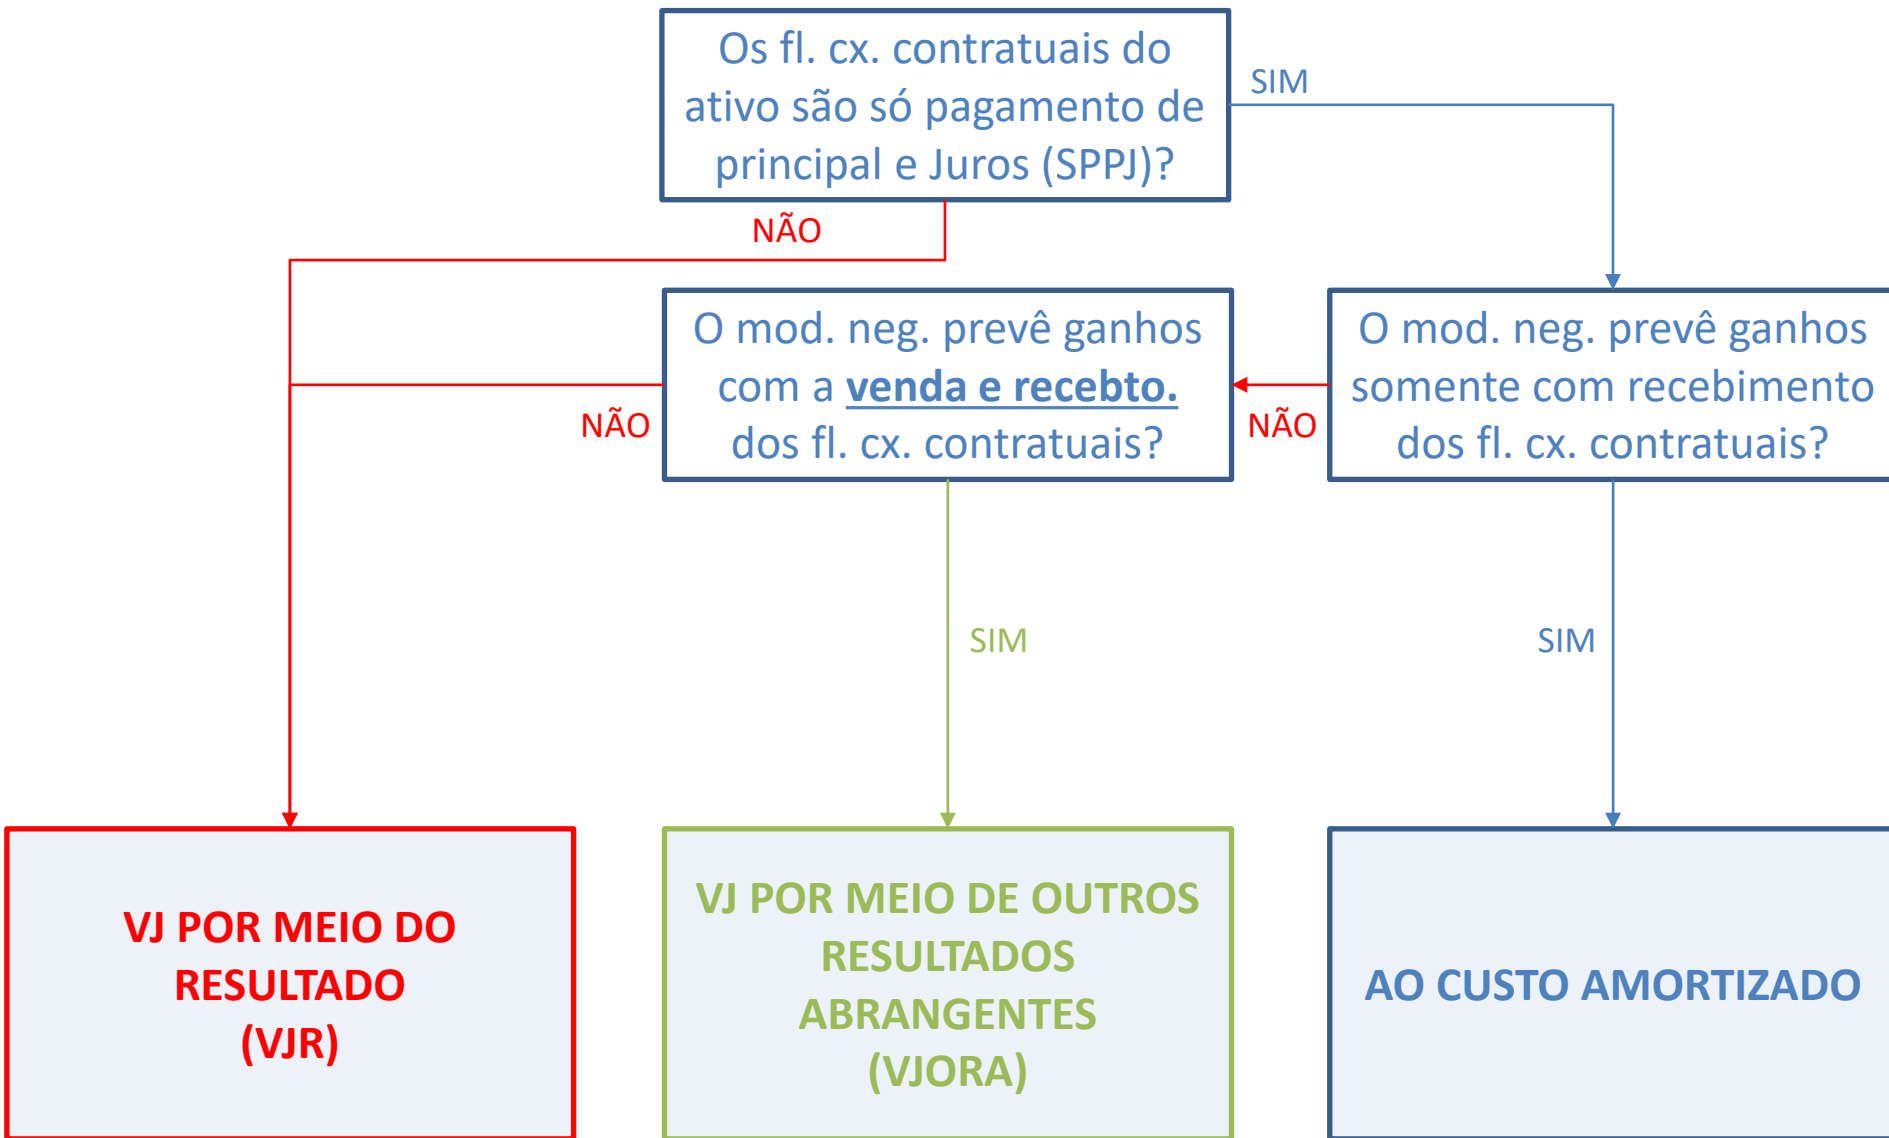 Os fl. cx. contratuais do
ativo são só pagamento de
principal e Juros (SPPJ)?
SIM
NÃO
O mod. neg. prevê ganhos
com a venda e recebto.
dos fl. cx. contratuais?
NÃO
O mod. neg. prevê ganhos
somente com recebimento
dos fl. cx. contratuais?
NÃO
SIM
SIM
VJ POR MEIO DO
RESULTADO
(VJR)
VJ POR MEIO DE OUTROS
RESULTADOS
ABRANGENTES
(VJORA)
AO CUSTO AMORTIZADO